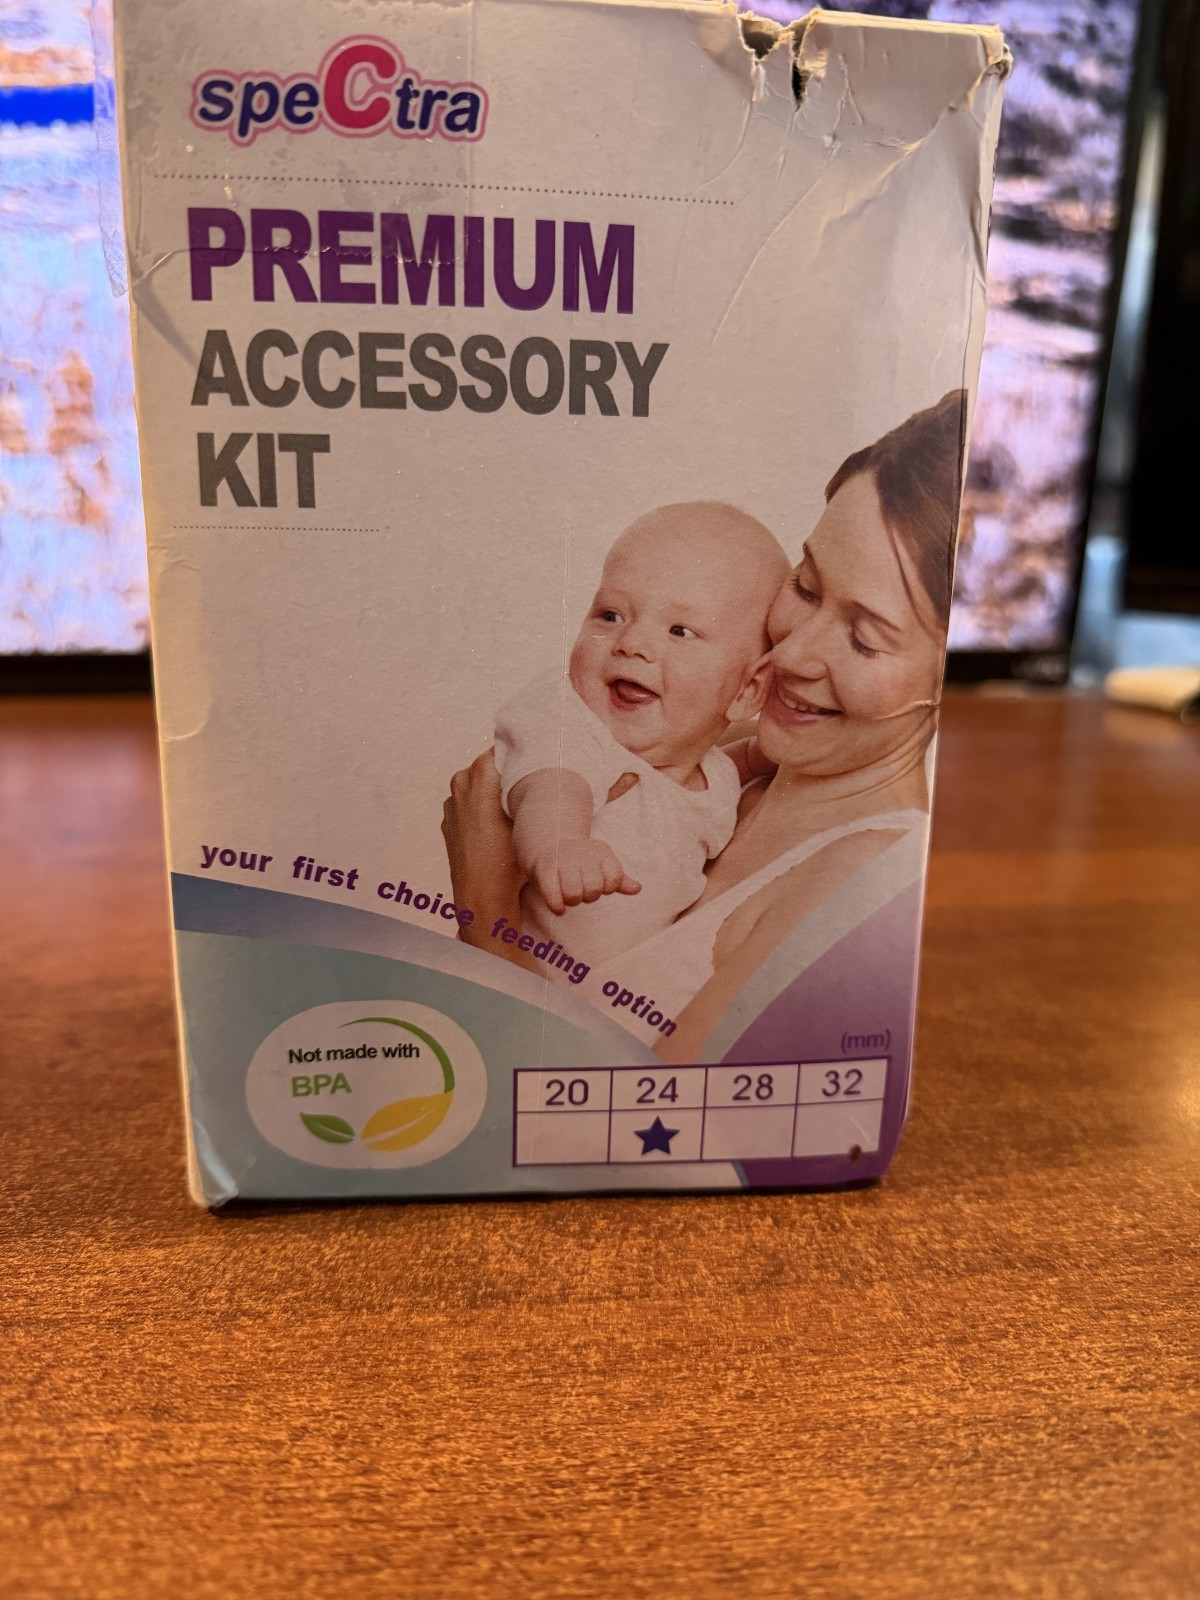 speCtra
PREMIUM
ACCESSORY
KIT
your first choice feeding option
Not made with
BPA
(mm)
20 24 28 32